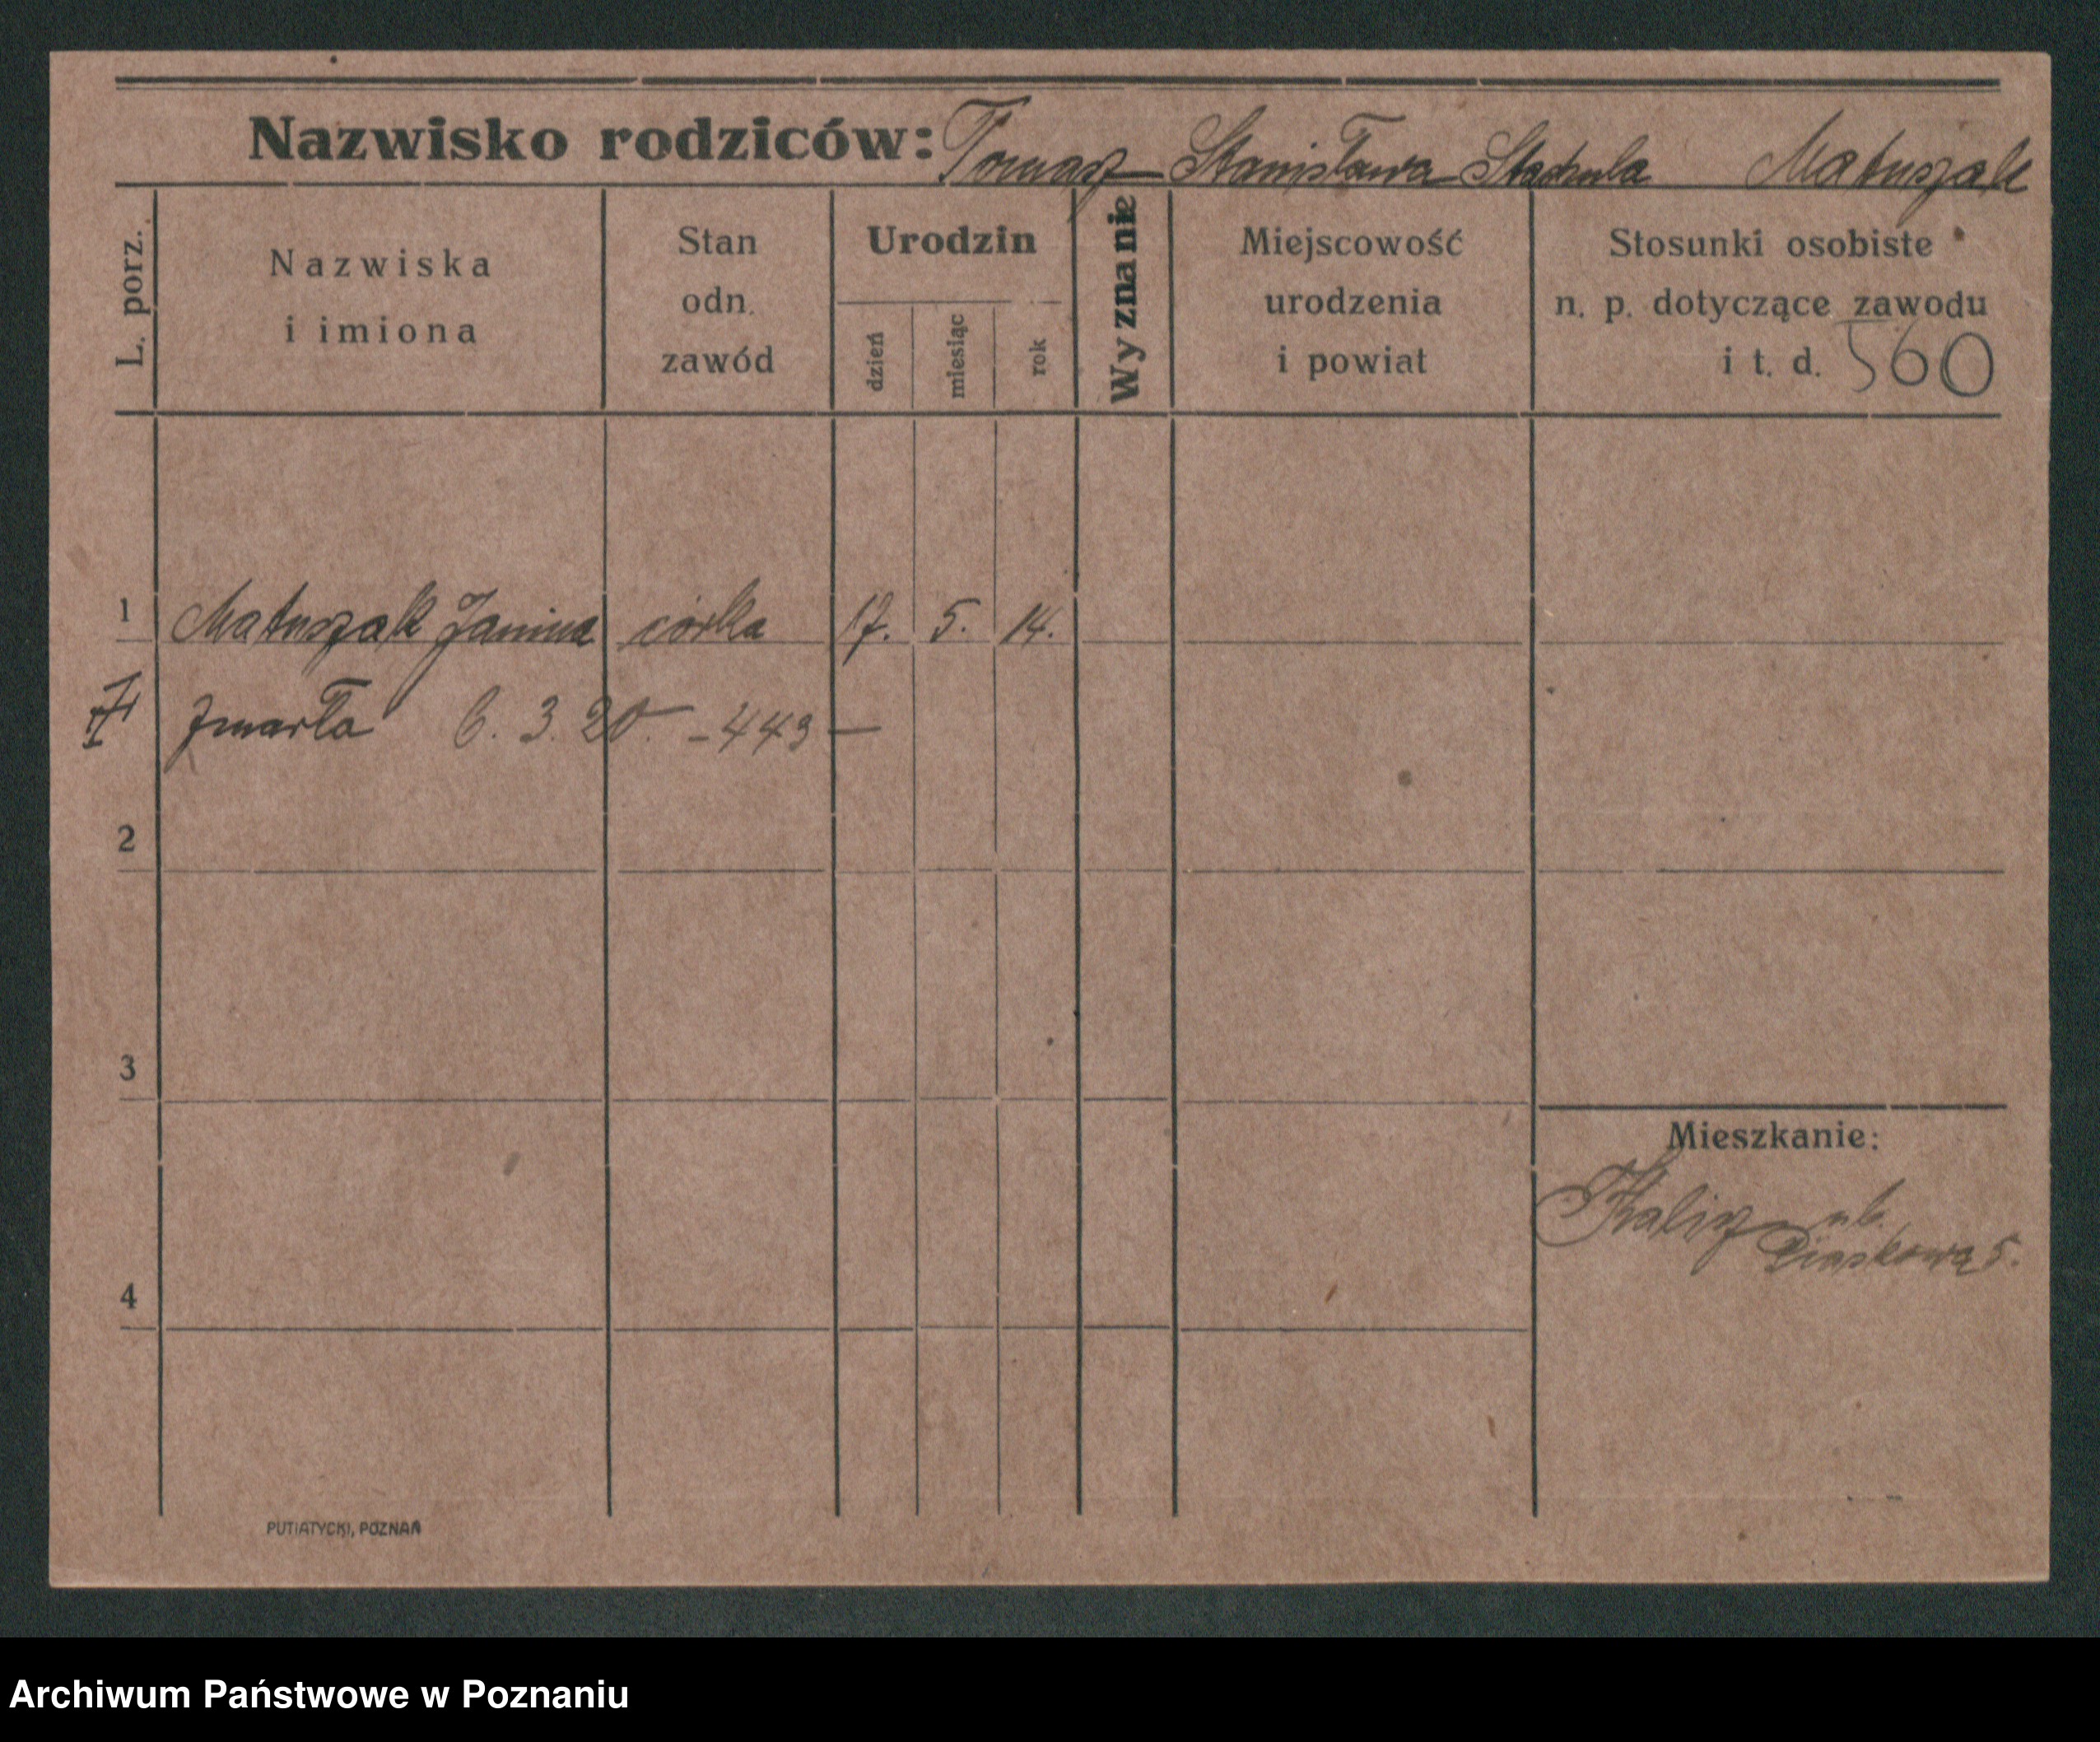 Nazwisko rodziców: Tomasz Stanisława Matuszak
L. porz.
Nazwiska
i imiona
Stan
odn.
zawód
Urodzin
dzień
miesiąc
rok
Wyznanie
Miejscowość
urodzenia
i powiat
Stosunki osobiste
n. p. dotyczące zawodu
i t. d. 560
1 Matuszak Janina córka 17. 5. 14.
zmarła 6. 3. 20. – 443 –
2
3
Mieszkanie:
Kalisz ul.
Piaskowa 5.
4
PUTIATYCKI, POZNAŃ
Archiwum Państwowe w Poznaniu